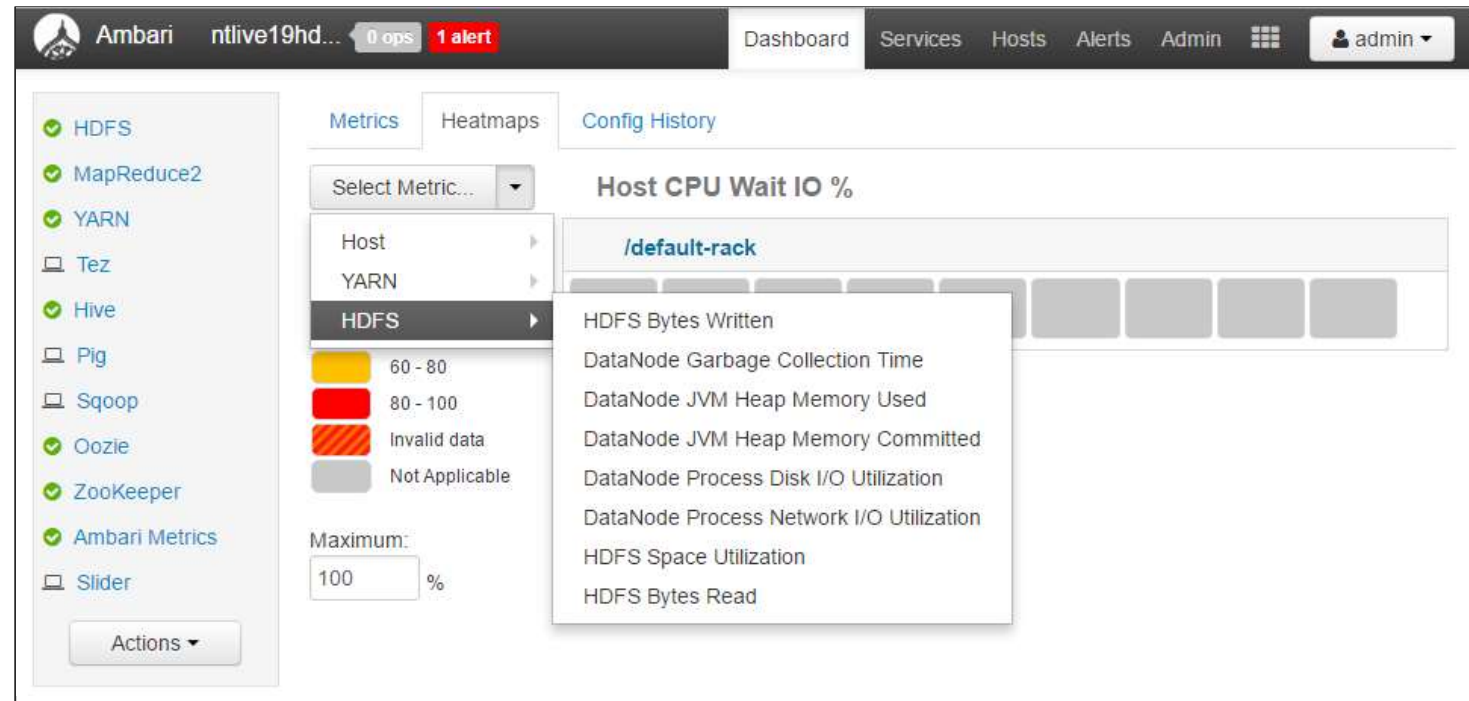 Ambari ntlive19hd... 0 ops 1 alert Dashboard Services Hosts Alerts Admin admin
HDFS
MapReduce2
YARN
Tez
Hive
Pig
Sqoop
Oozie
ZooKeeper
Ambari Metrics
Slider
Actions
Metrics Heatmaps Config History
Select Metric... Host CPU Wait IO %
Host
YARN
HDFS
/default-rack
HDFS Bytes Written
DataNode Garbage Collection Time
DataNode JVM Heap Memory Used
DataNode JVM Heap Memory Committed
DataNode Process Disk I/O Utilization
DataNode Process Network I/O Utilization
HDFS Space Utilization
HDFS Bytes Read
60 - 80
80 - 100
Invalid data
Not Applicable
Maximum:
100 %